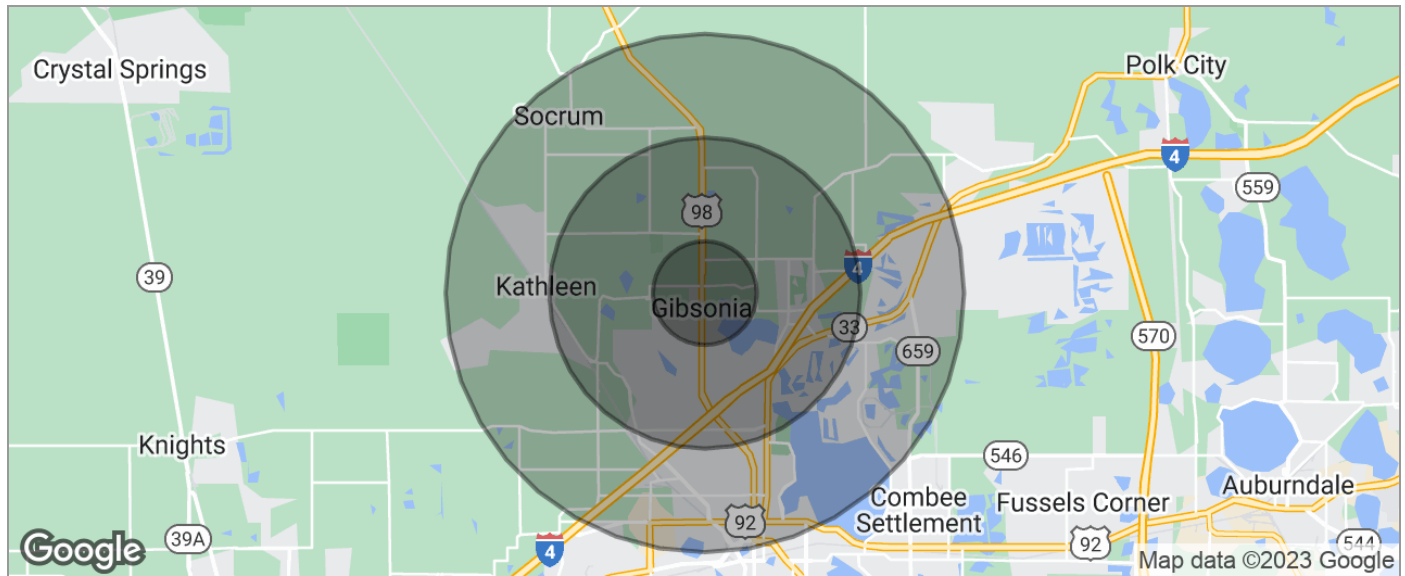 Crystal Springs
Polk City
Socrum
4
559
98
39
4
Kathleen
Gibsonia
33
570
659
Knights
546
Combee
Settlement
Fussels Corner
Auburndale
92
39A
4
92
544
Google
Map data ©2023 Google